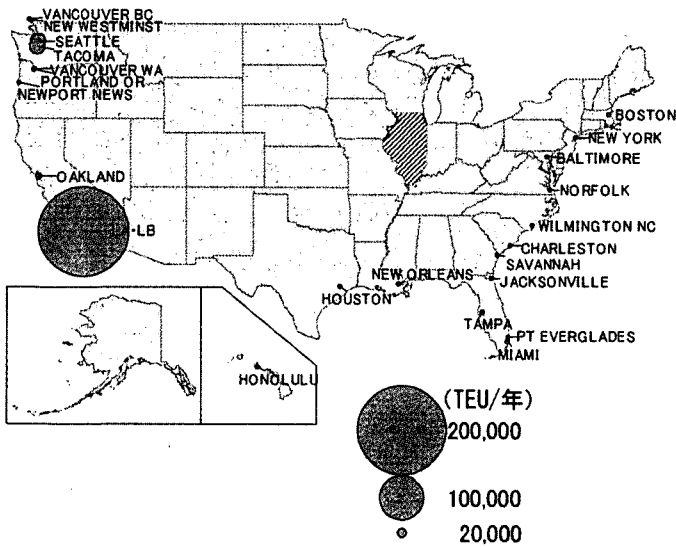 VANCOUVER BC
NEW WESTMINST
SEATTLE
TACOMA
VANCOUVER WA
PORTLAND OR
NEWPORT NEWS
BOSTON
NEW YORK
BALTIMORE
OAKLAND
NORFOLK
LA-LB
WILMINGTON NC
CHARLESTON
SAVANNAH
NEW ORLEANS
JACKSONVILLE
HOUSTON
TAMPA
PT EVERGLADES
MIAMI
HONOLULU
(TEU/年)
200,000
100,000
20,000